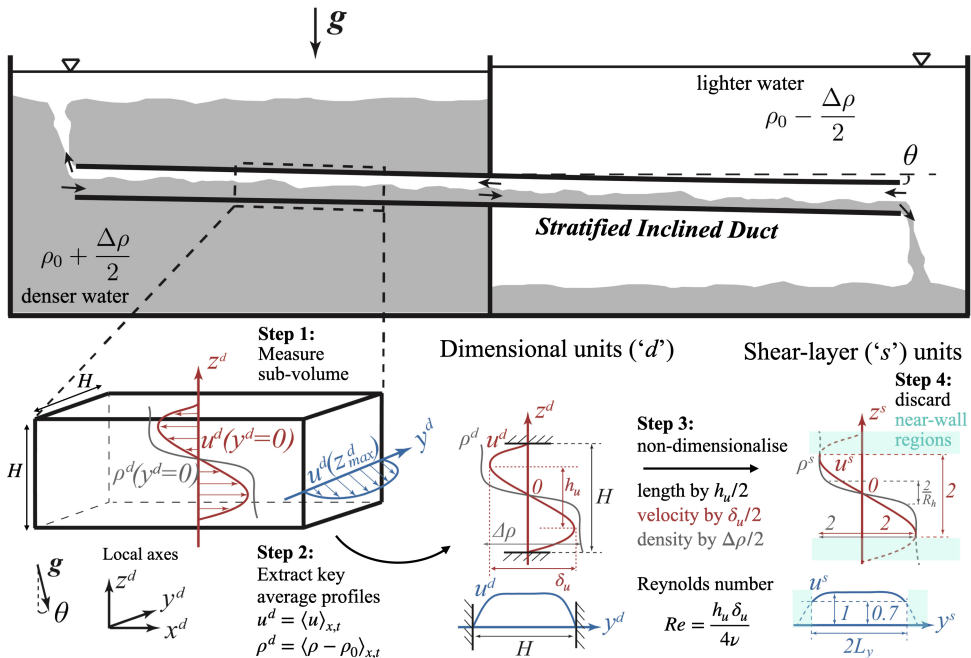 g
lighter water
ρ₀ − Δρ/2
θ
Stratified Inclined Duct
ρ₀ + Δρ/2
denser water
Step 1:
Measure
sub-volume
Dimensional units (‘d’)
Shear-layer (‘s’) units
H
z^d
H
u^d(y^d=0)
ρ^d(y^d=0)
u^d(z^d_max)
y^d
g
θ
Local axes
z^d
y^d
x^d
Step 2:
Extract key
average profiles
u^d = ⟨u⟩_{x,t}
ρ^d = ⟨ρ − ρ₀⟩_{x,t}
z^d
ρ^d
u^d
0
h_u
H
Δρ
δ_u
u^d
y^d
H
Step 3:
non-dimensionalise
length by h_u/2
velocity by δ_u/2
density by Δρ/2
Reynolds number
Re = h_u δ_u / 4ν
Step 4:
discard
near-wall
regions
z^s
ρ^s
u^s
0
2/R_h
2
2
2
u^s
1
0.7
y^s
2L_y